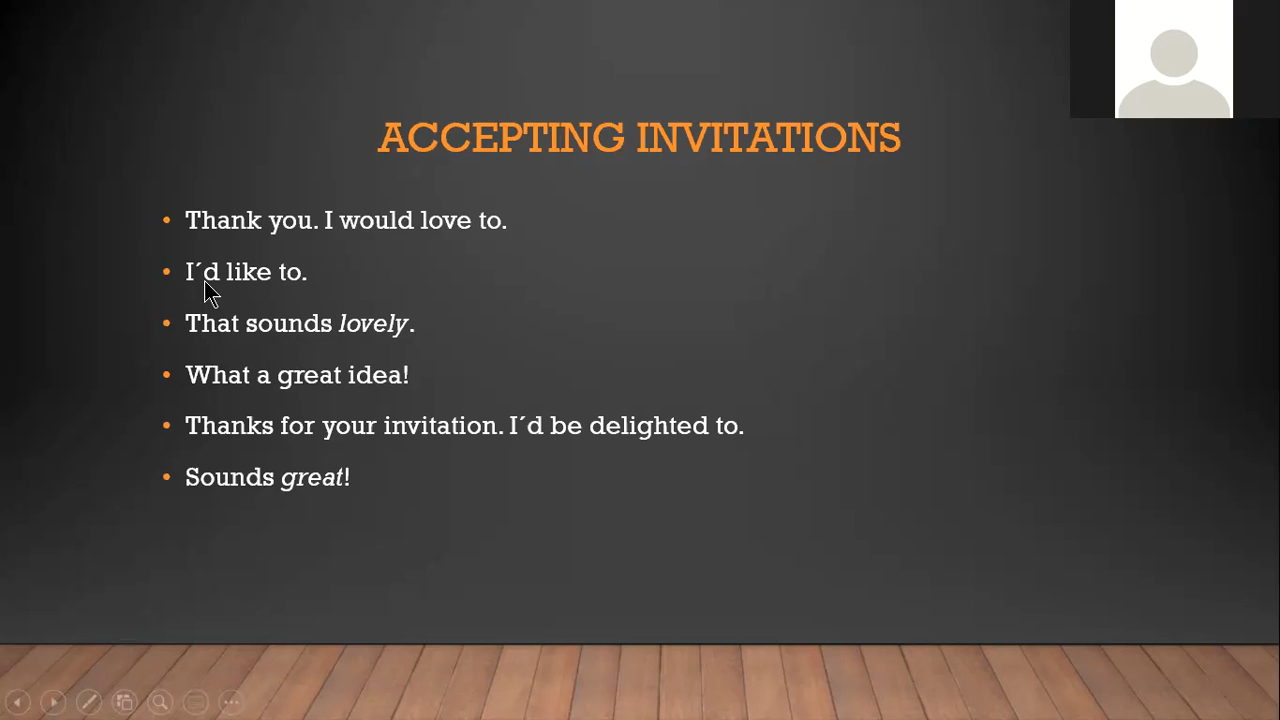 ACCEPTING INVITATIONS
• Thank you. I would love to.
• I´d like to.
• That sounds lovely.
• What a great idea!
• Thanks for your invitation. I´d be delighted to.
• Sounds great!